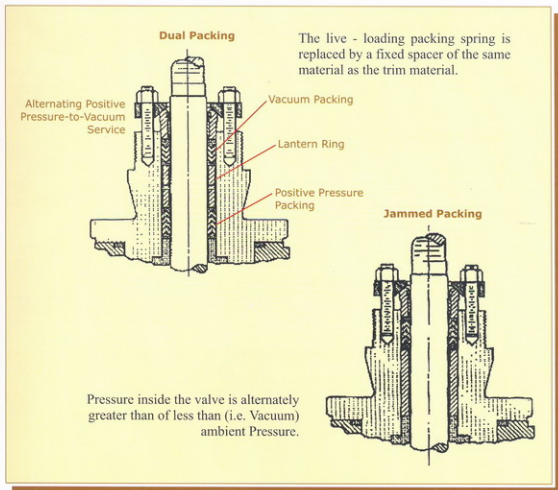 Dual Packing
The live - loading packing spring is
replaced by a fixed spacer of the same
material as the trim material.
Alternating Positive
Pressure-to-Vacuum
Service
Vacuum Packing
Lantern Ring
Positive Pressure
Packing
Jammed Packing
Pressure inside the valve is alternately
greater than of less than (i.e. Vacuum)
ambient Pressure.